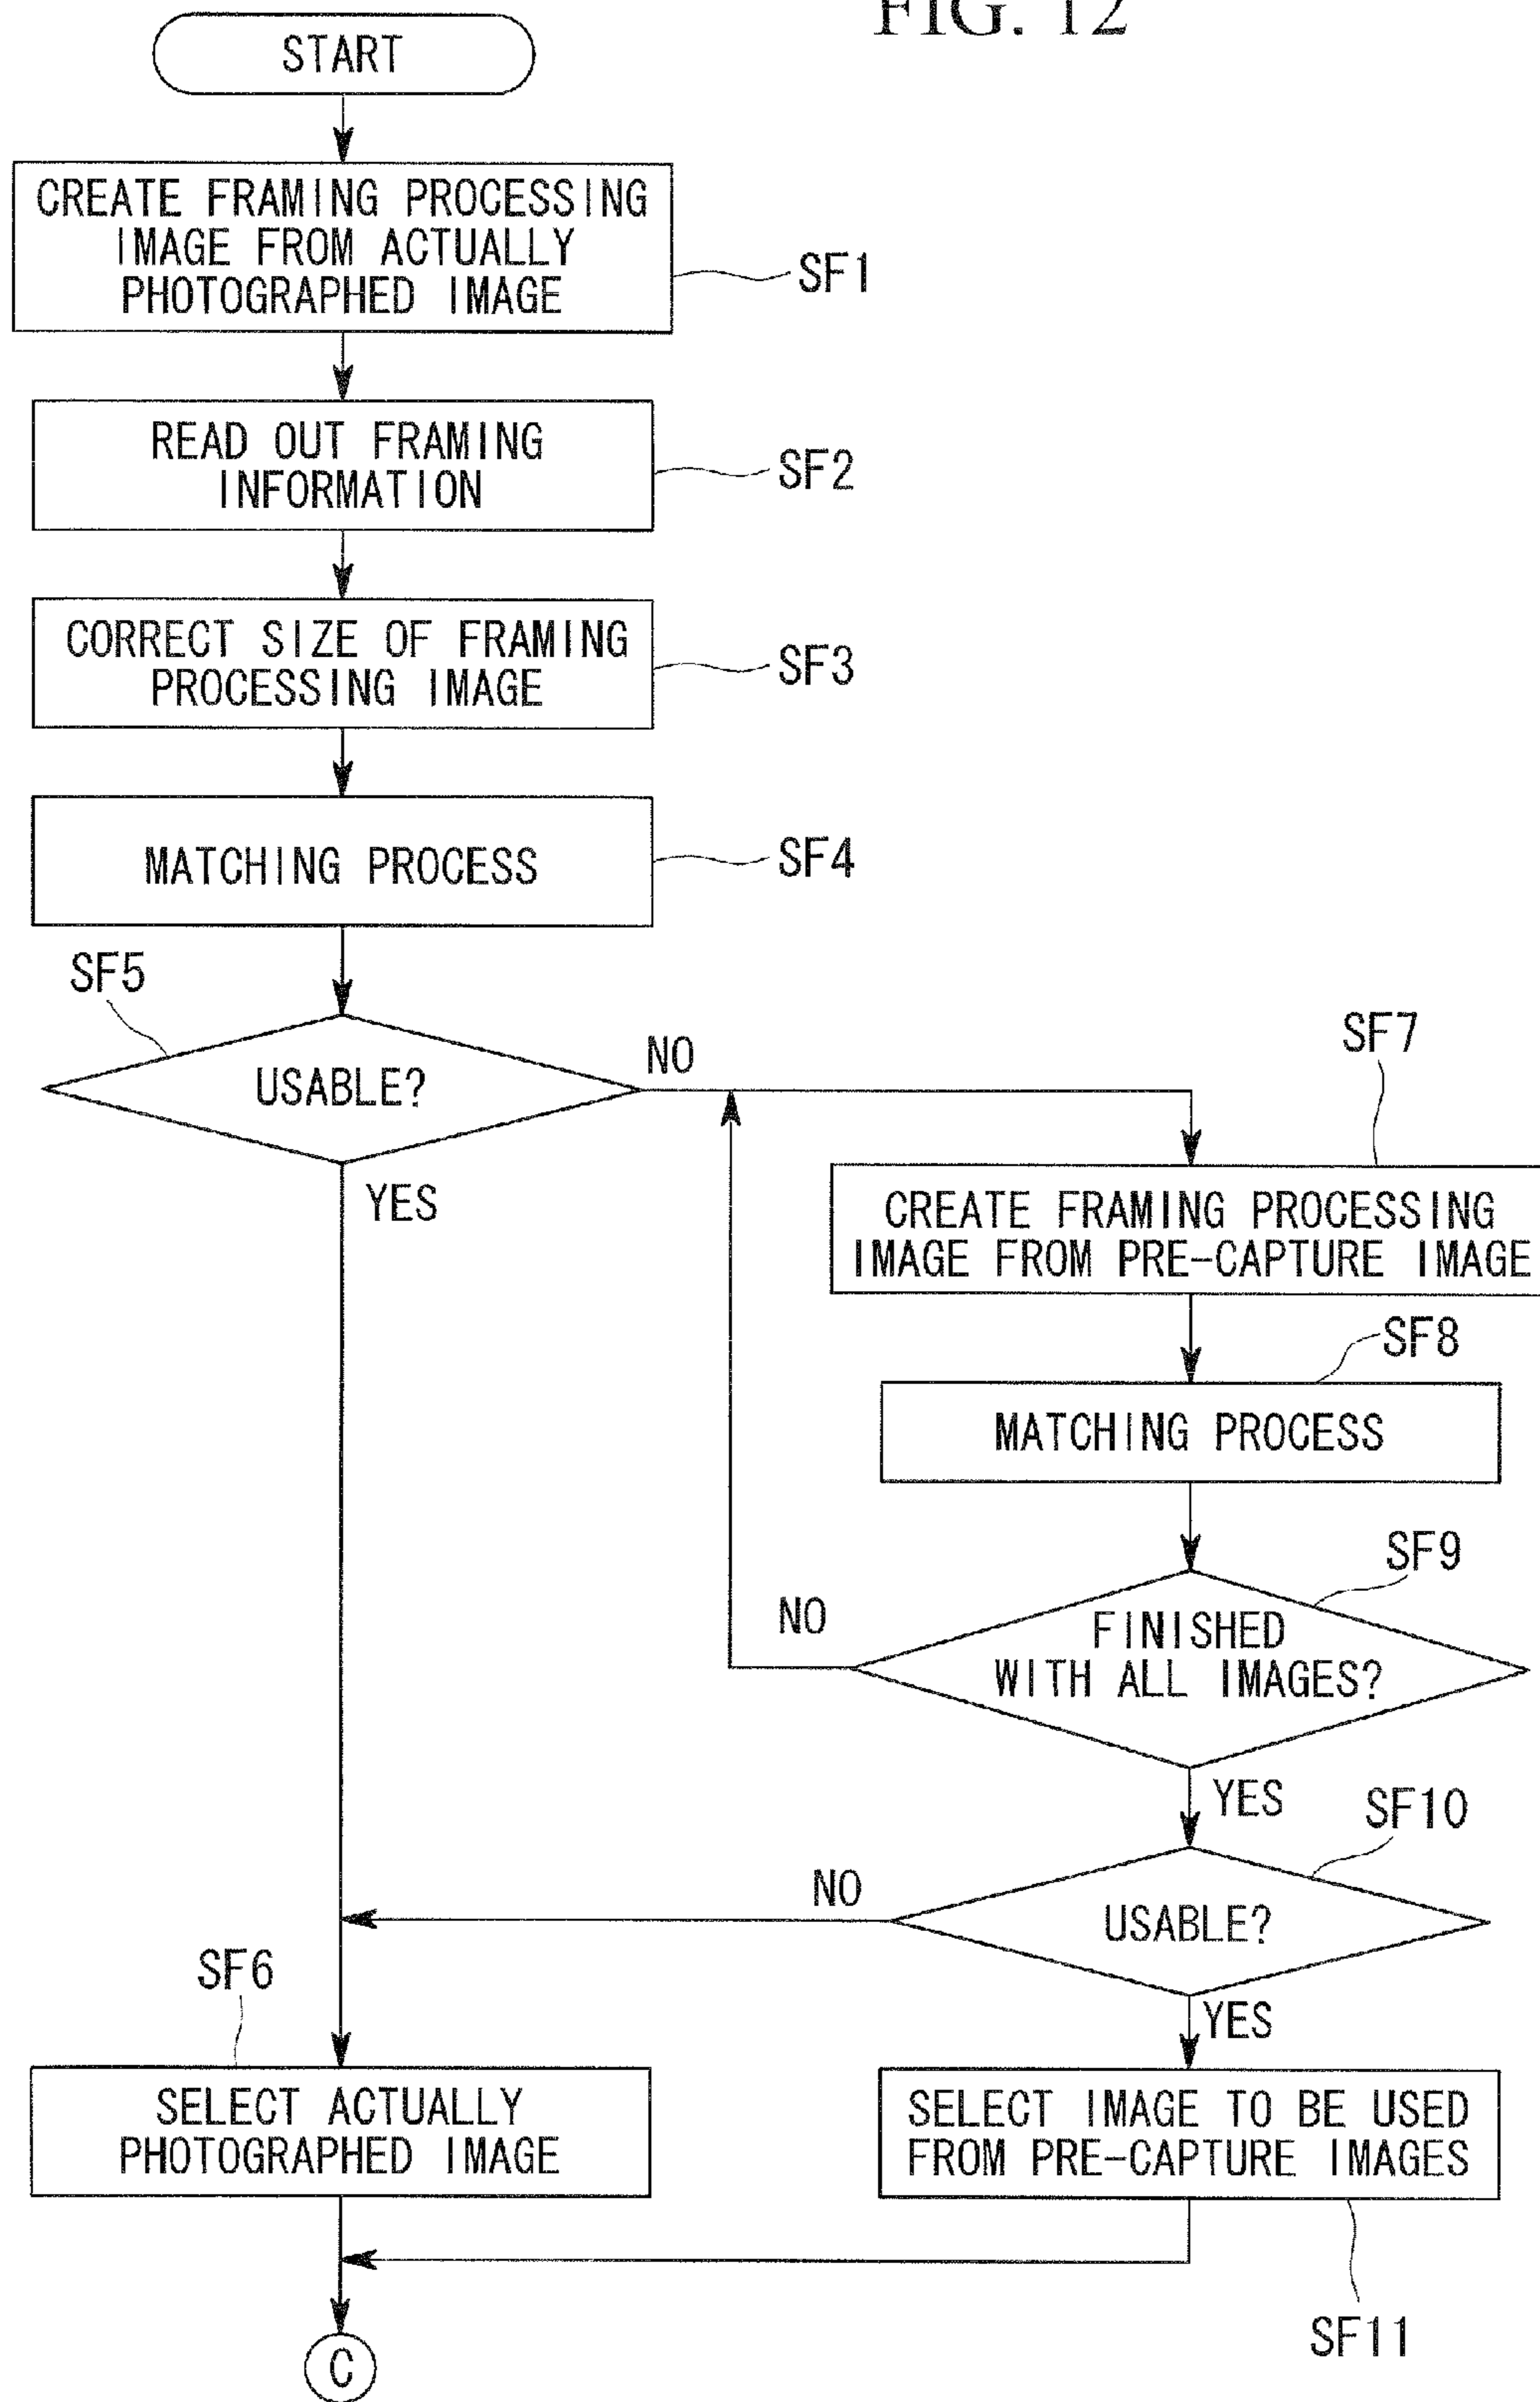 FIG. 12
START
CREATE FRAMING PROCESSING
IMAGE FROM ACTUALLY
PHOTOGRAPHED IMAGE
SF1
READ OUT FRAMING
INFORMATION
SF2
CORRECT SIZE OF FRAMING
PROCESSING IMAGE
SF3
MATCHING PROCESS
SF4
SF5
USABLE?
NO
YES
SF7
CREATE FRAMING PROCESSING
IMAGE FROM PRE-CAPTURE IMAGE
SF8
MATCHING PROCESS
SF9
FINISHED
WITH ALL IMAGES?
NO
YES
SF10
USABLE?
NO
YES
SF6
SELECT ACTUALLY
PHOTOGRAPHED IMAGE
SELECT IMAGE TO BE USED
FROM PRE-CAPTURE IMAGES
SF11
C